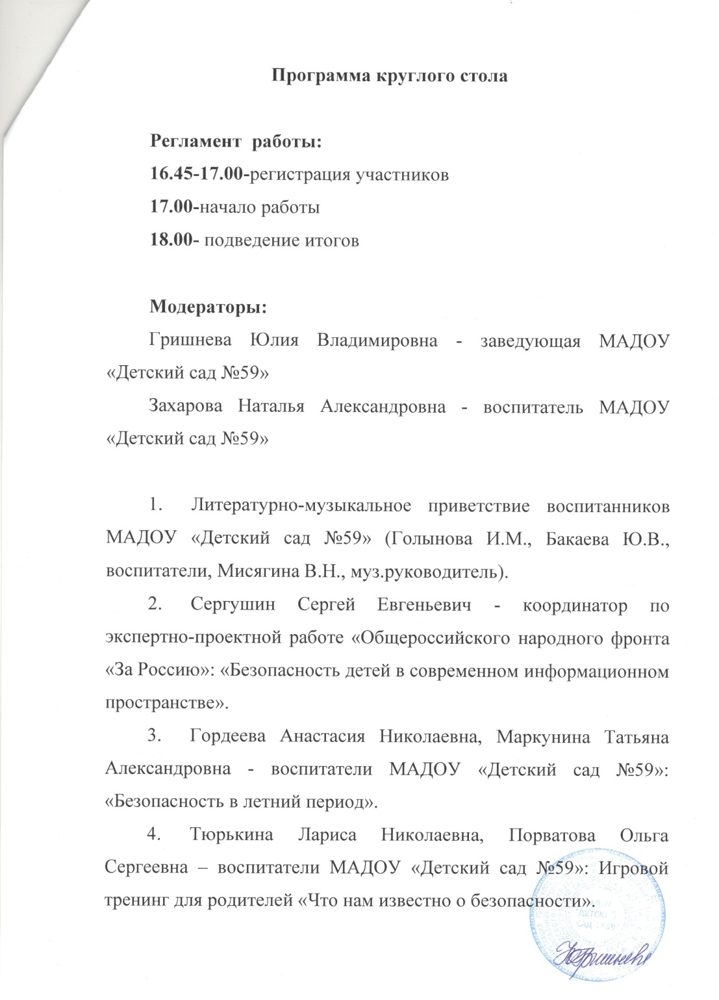 Программа круглого стола
Регламент работы:
16.45-17.00-регистрация участников
17.00-начало работы
18.00- подведение итогов
Модераторы:
Гришнева Юлия Владимировна - заведующая МАДОУ
«Детский сад №59»
Захарова Наталья Александровна - воспитатель МАДОУ
«Детский сад №59»
1. Литературно-музыкальное приветствие воспитанников
МАДОУ «Детский сад №59» (Голынова И.М., Бакаева Ю.В.,
воспитатели, Мисягина В.Н., муз.руководитель).
2. Сергушин Сергей Евгеньевич - координатор по
экспертно-проектной работе «Общероссийского народного фронта
«За Россию»: «Безопасность детей в современном информационном
пространстве».
3. Гордеева Анастасия Николаевна, Маркунина Татьяна
Александровна - воспитатели МАДОУ «Детский сад №59»:
«Безопасность в летний период».
4. Тюрькина Лариса Николаевна, Порватова Ольга
Сергеевна – воспитатели МАДОУ «Детский сад №59»: Игровой
тренинг для родителей «Что нам известно о безопасности».